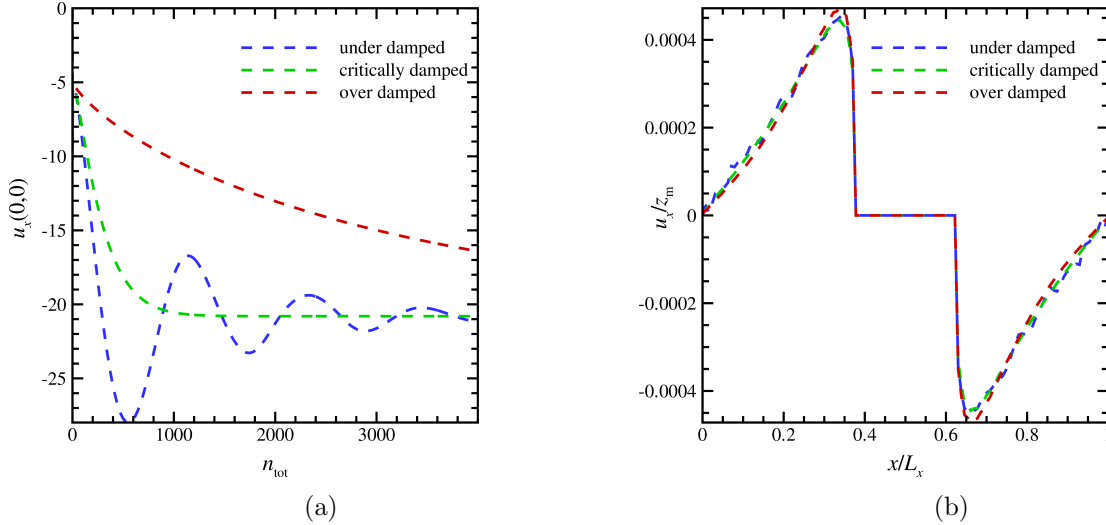 0
-5
-10
-15
-20
-25
0
1000
2000
3000
u_x(0,0)
n_tot
under damped
critically damped
over damped
(a)
0.0004
0.0002
0
-0.0002
-0.0004
0
0.2
0.4
0.6
0.8
1
u_x/z_m
x/L_x
under damped
critically damped
over damped
(b)